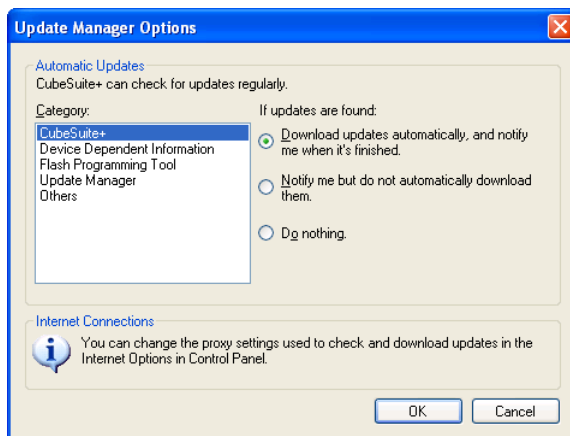 Update Manager Options
Automatic Updates
CubeSuite+ can check for updates regularly.
Category:
CubeSuite+
Device Dependent Information
Flash Programming Tool
Update Manager
Others
If updates are found:
Download updates automatically, and notify
me when it's finished.
Notify me but do not automatically download
them.
Do nothing.
Internet Connections
You can change the proxy settings used to check and download updates in the
Internet Options in Control Panel.
OK
Cancel